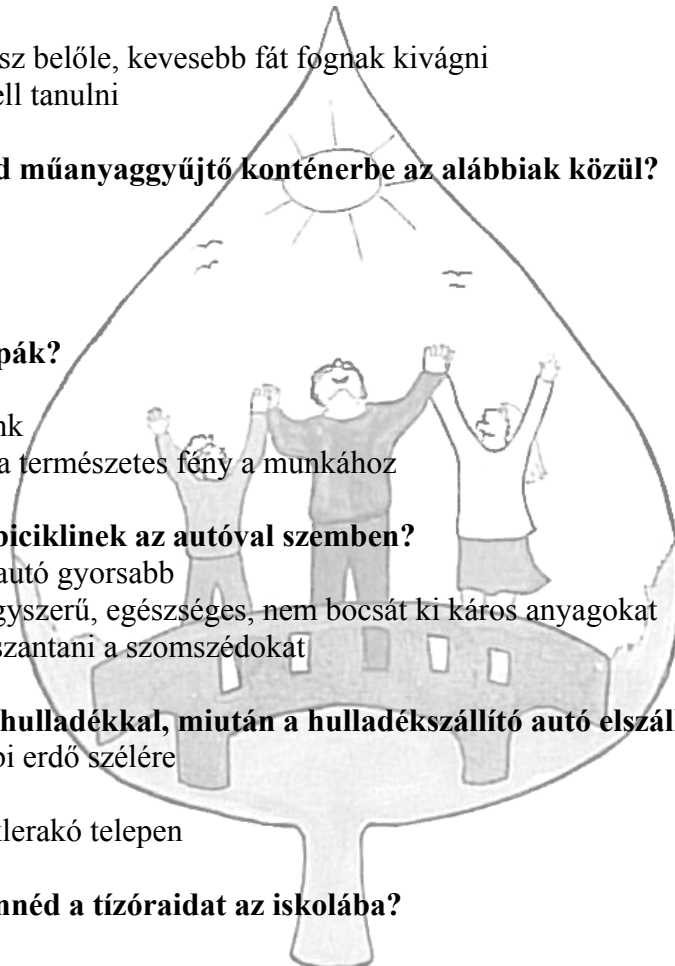 sz belőle, kevesebb fát fognak kivágni
ell tanulni
d műanyaggyűjtő konténerbe az alábbiak közül?
pák?
nk
a természetes fény a munkához
biciklinek az autóval szemben?
autó gyorsabb
gyszerű, egészséges, nem bocsát ki káros anyagokat
szantani a szomszédokat
hulladékkal, miután a hulladékszállító autó elszáll
bi erdő szélére
klerakó telepen
nnéd a tízóraidat az iskolába?